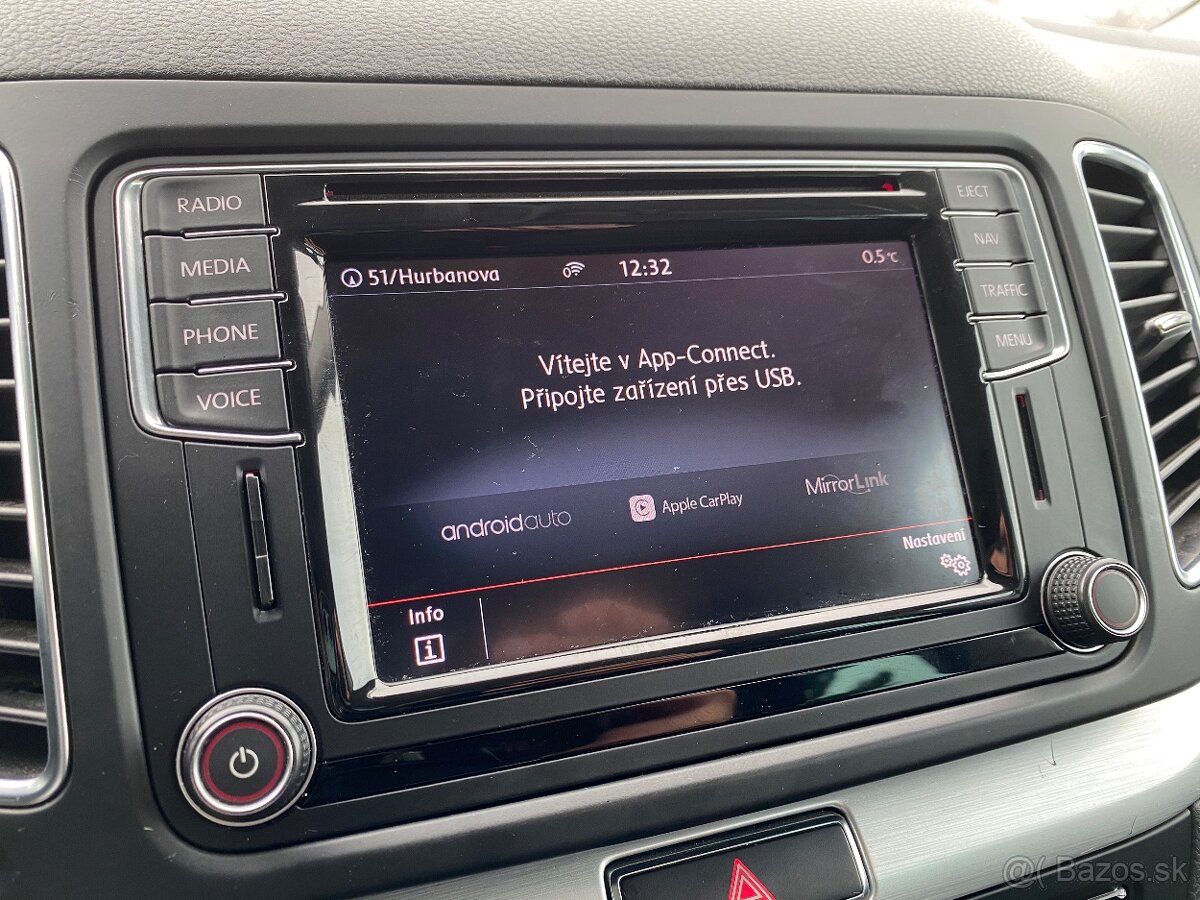 RADIO
MEDIA
PHONE
VOICE
EJECT
NAV
TRAFFIC
MENU
51/Hurbanova 0 12:32 0.5°C
Vítejte v App-Connect.
Připojte zařízení přes USB.
androidauto Apple CarPlay MirrorLink
Nastavení
Info
i
Bazos.sk